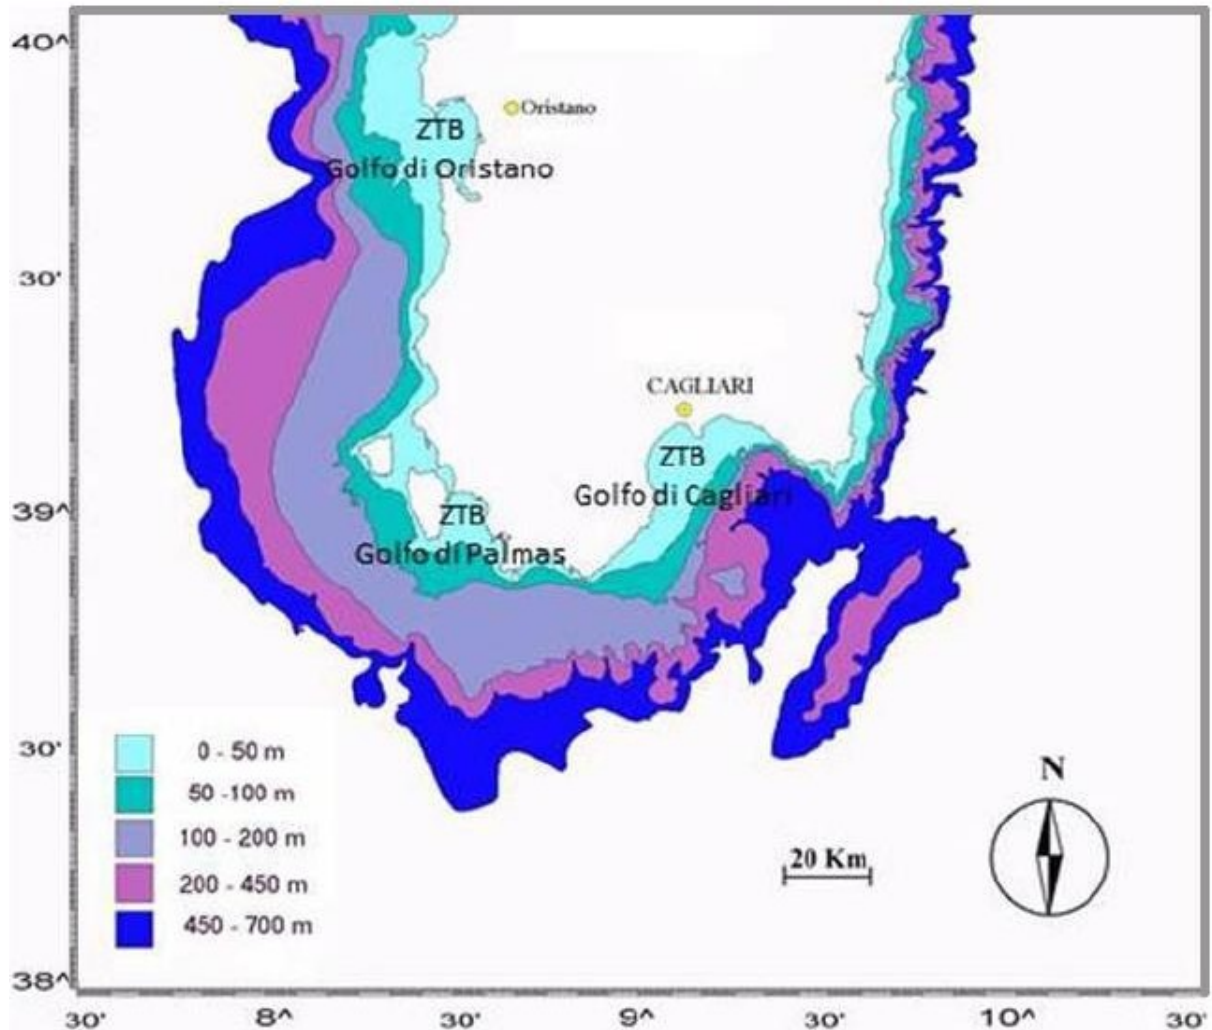 40^
Oristano
ZTB
Golfo di Oristano
30'
CAGLIARI
ZTB
Golfo di Cagliari
39^
ZTB
Golfo di Palmas
30'
0 - 50 m
50 -100 m
100 - 200 m
200 - 450 m
450 - 700 m
N
20 Km
38^
30' 8^ 30' 9^ 30' 10^ 30'